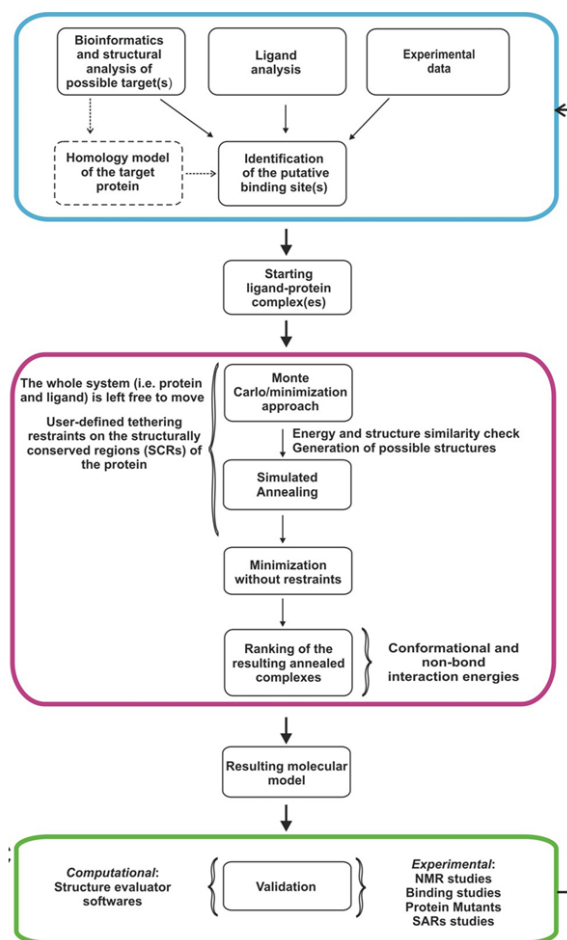 Bioinformatics
and structural
analysis of
possible target(s)
Ligand
analysis
Experimental
data
Homology model
of the target
protein
Identification
of the putative
binding site(s)
Starting
ligand-protein
complex(es)
The whole system (i.e. protein
and ligand) is left free to move
User-defined tethering
restraints on the structurally
conserved regions (SCRs) of
the protein
Monte
Carlo/minimization
approach
Energy and structure similarity check
Generation of possible structures
Simulated
Annealing
Minimization
without restraints
Ranking of the
resulting annealed
complexes
Conformational and
non-bond
interaction energies
Resulting molecular
model
Computational:
Structure evaluator
softwares
Validation
Experimental:
NMR studies
Binding studies
Protein Mutants
SARs studies